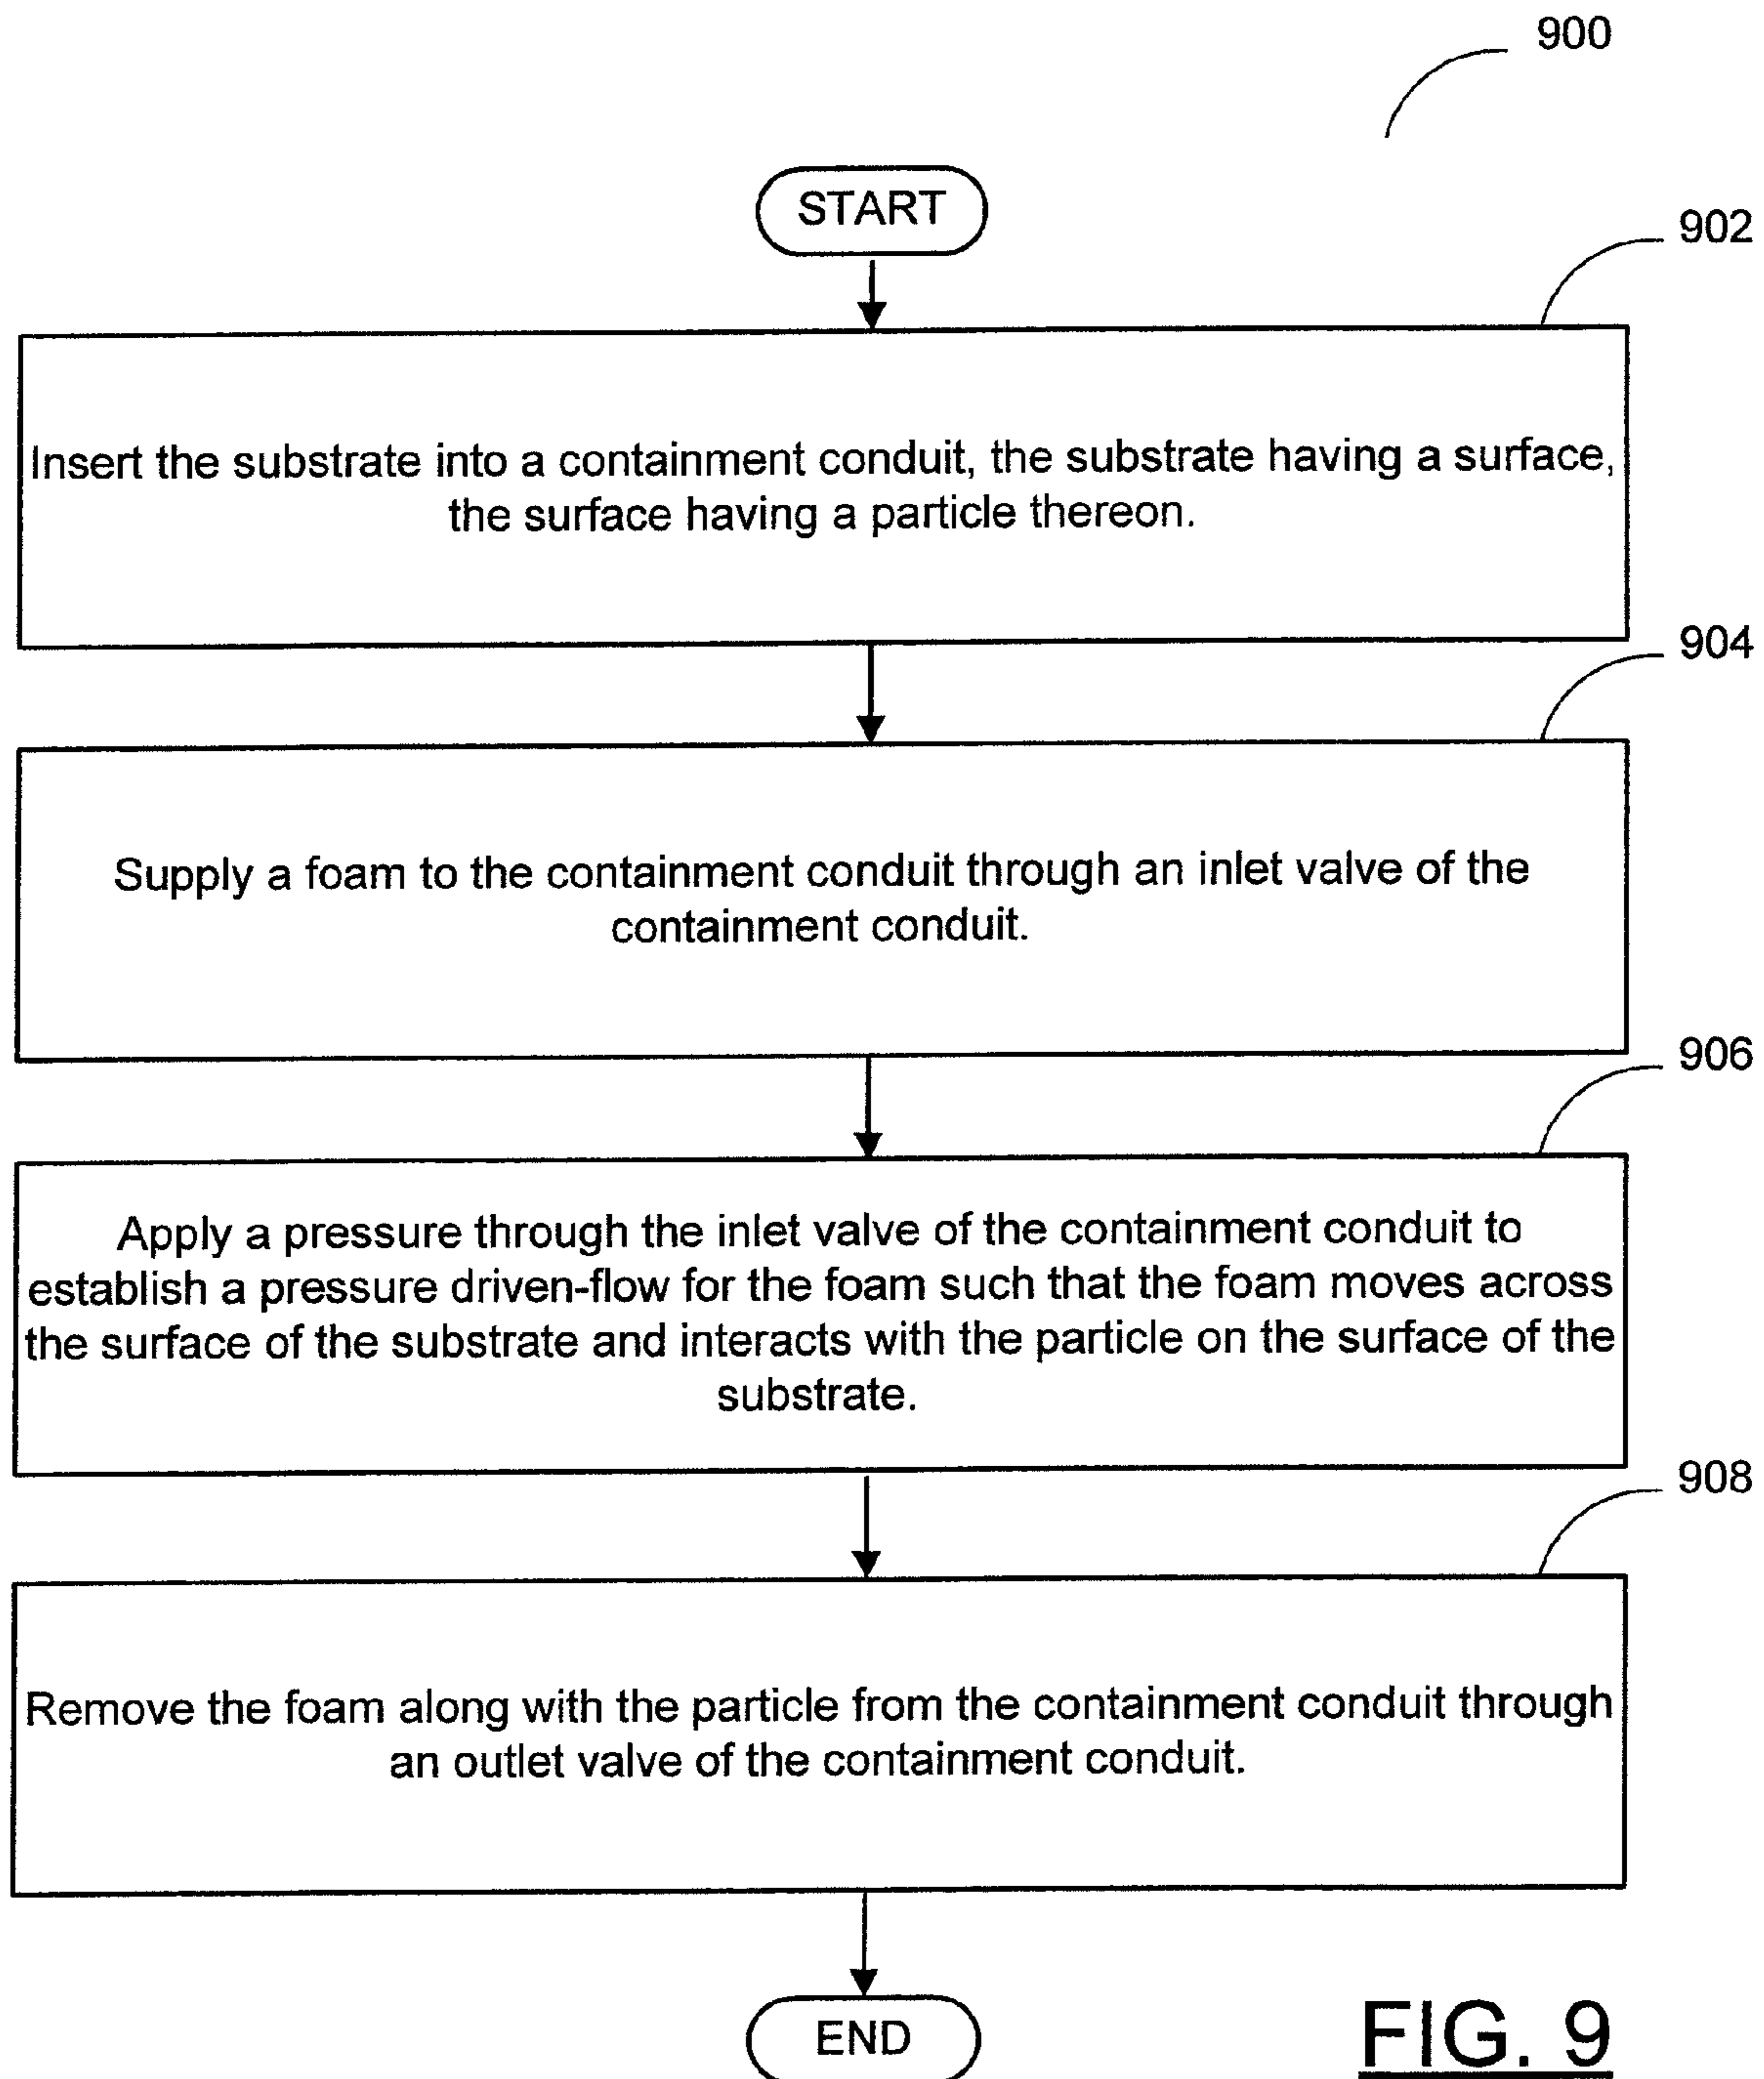 900
START
902
Insert the substrate into a containment conduit, the substrate having a surface,
the surface having a particle thereon.
904
Supply a foam to the containment conduit through an inlet valve of the
containment conduit.
906
Apply a pressure through the inlet valve of the containment conduit to
establish a pressure driven-flow for the foam such that the foam moves across
the surface of the substrate and interacts with the particle on the surface of the
substrate.
908
Remove the foam along with the particle from the containment conduit through
an outlet valve of the containment conduit.
END
FIG. 9